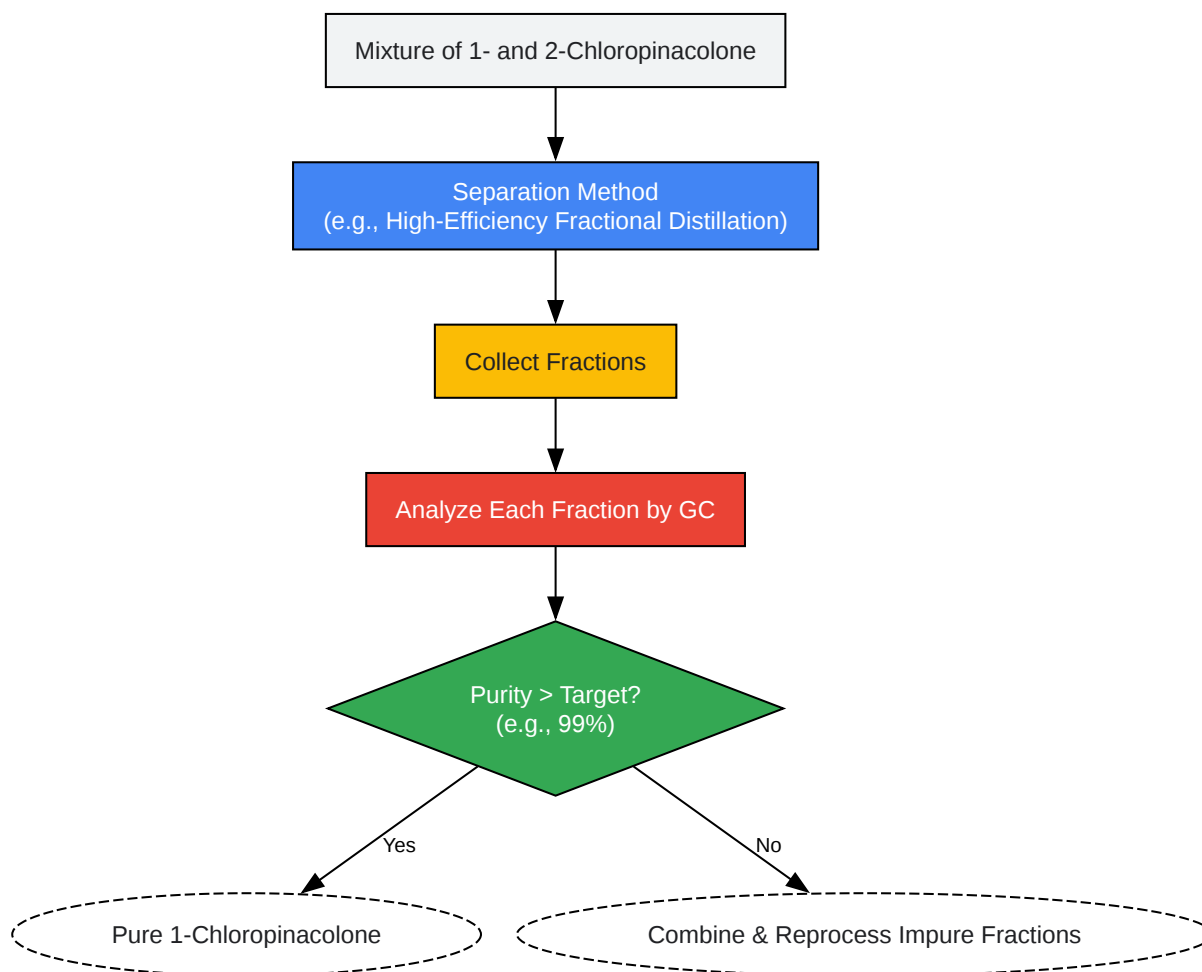 Mixture of 1- and 2-Chloropinacolone
Separation Method
(e.g., High-Efficiency Fractional Distillation)
Collect Fractions
Analyze Each Fraction by GC
Purity > Target?
(e.g., 99%)
Yes
No
Pure 1-Chloropinacolone
Combine & Reprocess Impure Fractions